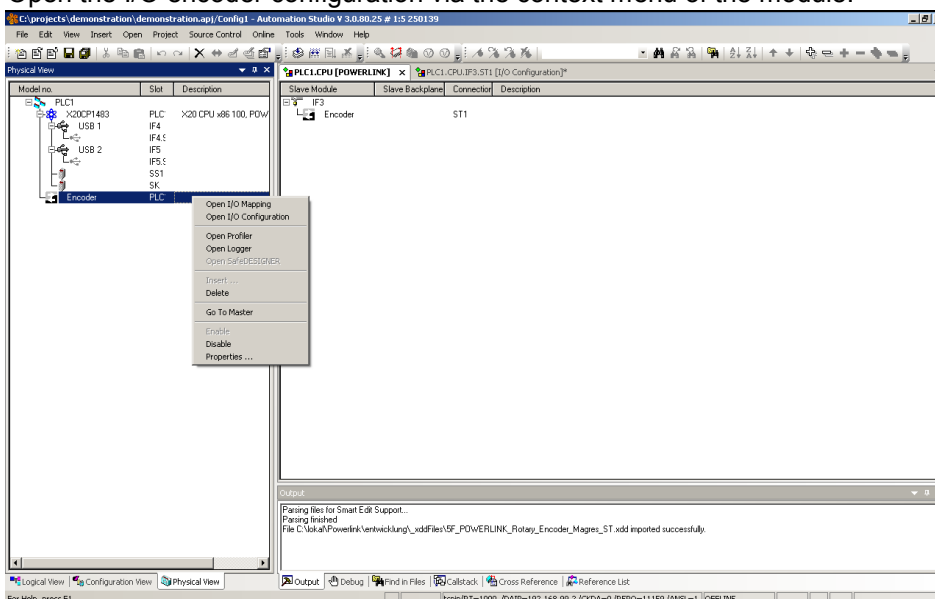 Open the I/O encoder configuration via the context menu of the module.
C:\projects\demonstration\demonstration.apj/Config1 - Automation Studio V 3.0.80.25 # 1:5 250139
File Edit View Insert Open Project Source Control Online Tools Window Help
Physical View
PLC1.CPU [POWERLINK] x PLC1.CPU.IF3.ST1 [I/O Configuration]*
Model no. Slot Description
Slave Module Slave Backplane Connection Description
PLC1
IF3
X20CP1483 PLC X20 CPU x86 100, POW
Encoder ST1
USB 1 IF4
IF4.S
USB 2 IF5
IF5.S
SS1
SK
Encoder PLC
Open I/O Mapping
Open I/O Configuration
Open Profiler
Open Logger
Open SafeDESIGNER
Insert ...
Delete
Go To Master
Enable
Disable
Properties ...
Output
Parsing files for Smart Edit Support...
Parsing finished
File C:\lokal\Powerlink\entwicklung\_xddFiles\5F_POWERLINK_Rotary_Encoder_Magres_ST.xdd imported successfully.
Logical View Configuration View Physical View
Output Debug Find in Files Callstack Cross Reference Reference List
For Help, press F1
OFFLINE